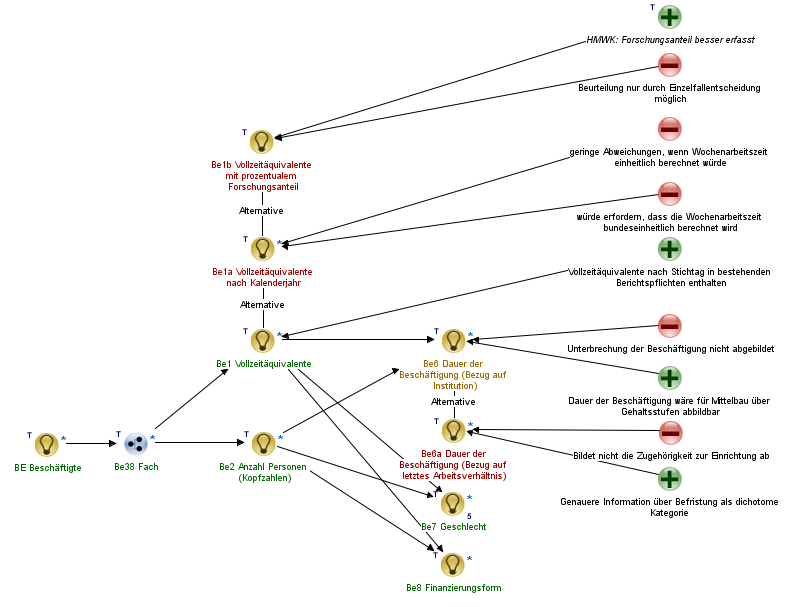 T
HMWK: Forschungsanteil besser erfasst
Beurteilung nur durch Einzelfallentscheidung
möglich
T
Be1b Vollzeitäquivalente
mit prozentualem
Forschungsanteil
geringe Abweichungen, wenn Wochenarbeitszeit
einheitlich berechnet würde
Alternative
würde erfordern, dass die Wochenarbeitszeit
bundeseinheitlich berechnet wird
T *
Be1a Vollzeitäquivalente
nach Kalenderjahr
Vollzeitäquivalente nach Stichtag in bestehenden
Berichtspflichten enthalten
Alternative
T *
Be1 Vollzeitäquivalente
T *
Be6 Dauer der
Beschäftigung (Bezug auf
Institution)
Unterbrechung der Beschäftigung nicht abgebildet
Dauer der Beschäftigung wäre für Mittelbau über
Gehaltsstufen abbildbar
Alternative
T *
BE Beschäftigte
T *
Be38 Fach
T *
Be2 Anzahl Personen
(Kopfzahlen)
T *
Be6a Dauer der
Beschäftigung (Bezug auf
letztes Arbeitsverhältnis)
Bildet nicht die Zugehörigkeit zur Einrichtung ab
Genauere Information über Befristung als dichotome
Kategorie
T *
5
Be7 Geschlecht
T *
Be8 Finanzierungsform